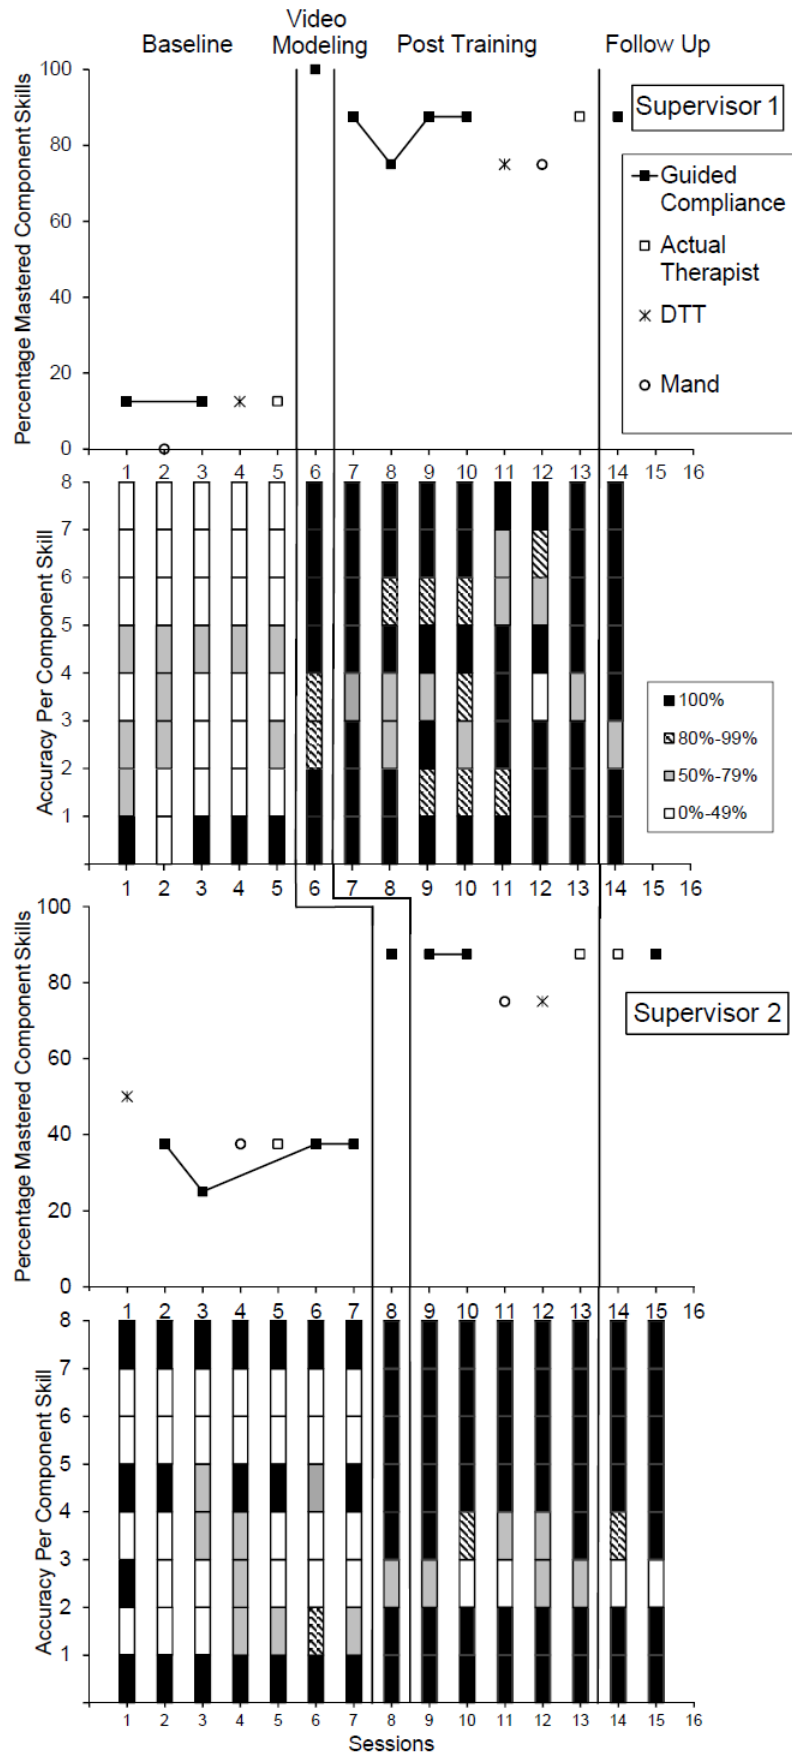 Baseline
Video
Modeling
Post Training
Follow Up
Percentage Mastered Component Skills
100
80
60
40
20
0
Supervisor 1
Guided
Compliance
Actual
Therapist
DTT
Mand
1 2 3 4 5 6 7 8 9 10 11 12 13 14 15 16
Accuracy Per Component Skill
8
7
6
5
4
3
2
1
100%
80%-99%
50%-79%
0%-49%
1 2 3 4 5 6 7 8 9 10 11 12 13 14 15 16
Percentage Mastered Component Skills
100
80
60
40
20
0
Supervisor 2
1 2 3 4 5 6 7 8 9 10 11 12 13 14 15 16
Accuracy Per Component Skill
8
7
6
5
4
3
2
1
1 2 3 4 5 6 7 8 9 10 11 12 13 14 15 16
Sessions